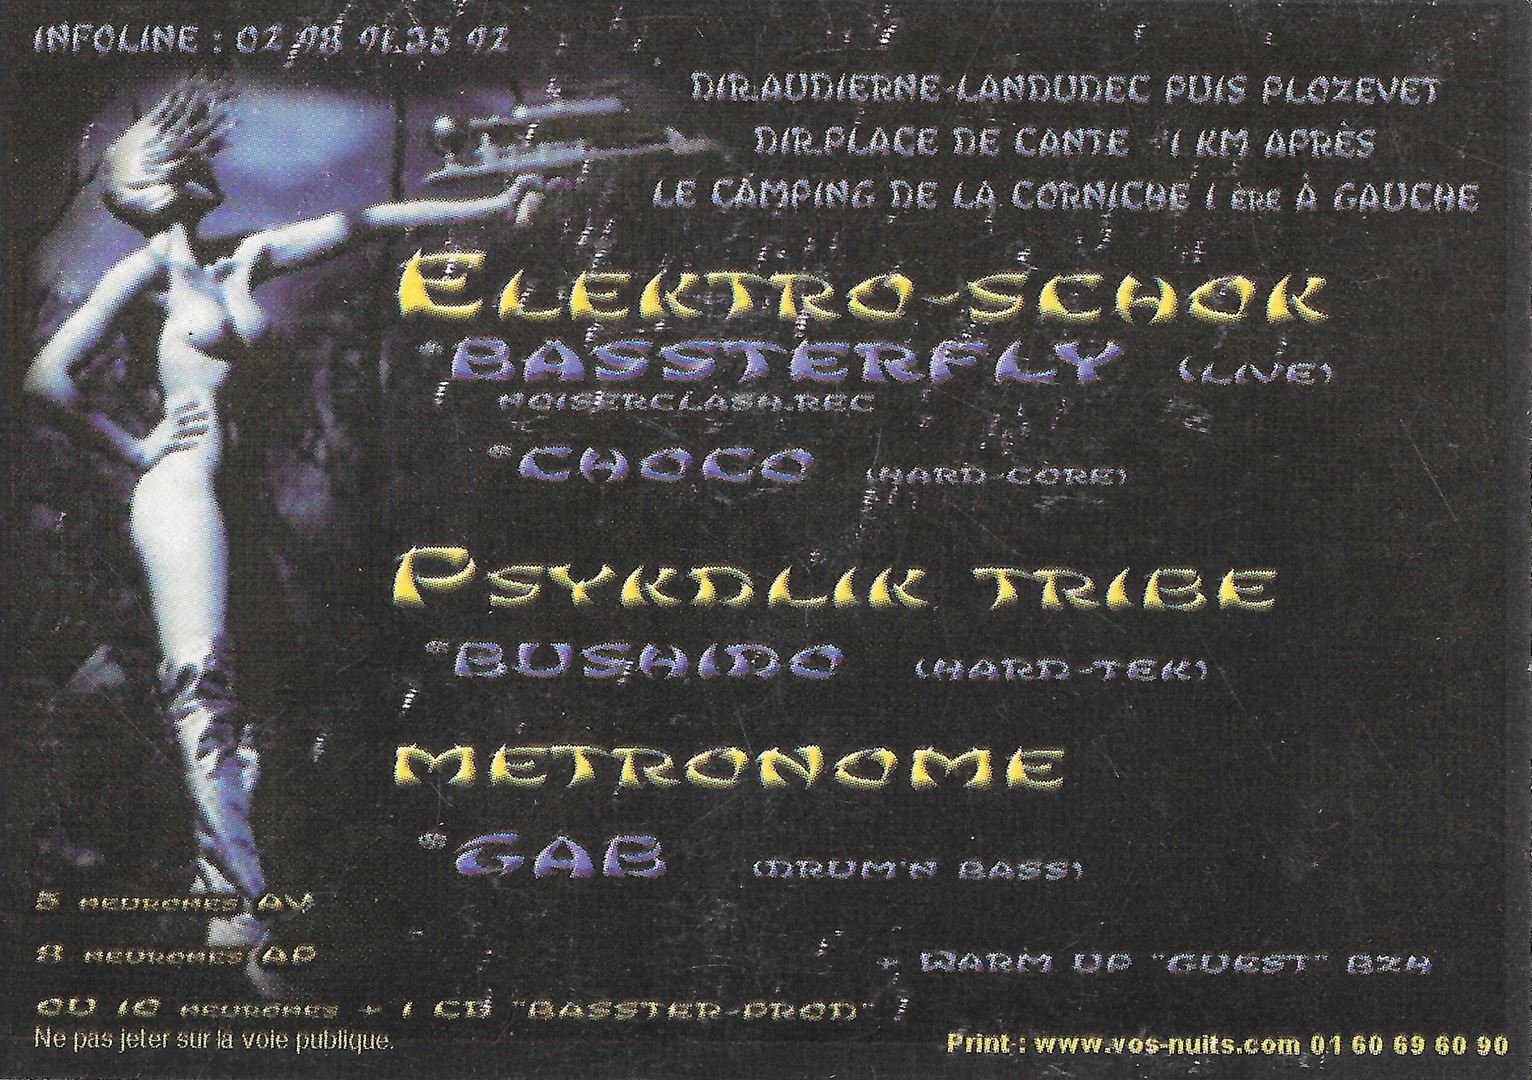 INFOLINE : 02 98 91 35 92
DIR.AUDIERNE-LANDUDEC PUIS PLOZEVET
DIR.PLACE DE CANTE 1 KM APRÈS
LE CAMPING DE LA CORNICHE 1 ÈRE À GAUCHE
ELEKTRO-SCHOK
*BASSTERFLY (LIVE)
NOISERCLASH.REC
*CHOCO (HARD-CORE)
PSYKDLIK TRIBE
*BUSHIDO (HARD-TEK)
METRONOME
*GAB (DRUM'N BASS)
5 NEURONES AV
8 NEURONES AP
+ WARM UP "GUEST" BZH
OU 10 NEURONES + 1 CD "BASSTER-PROD"
Ne pas jeter sur la voie publique.
Print : www.vos-nuits.com 01 60 69 60 90